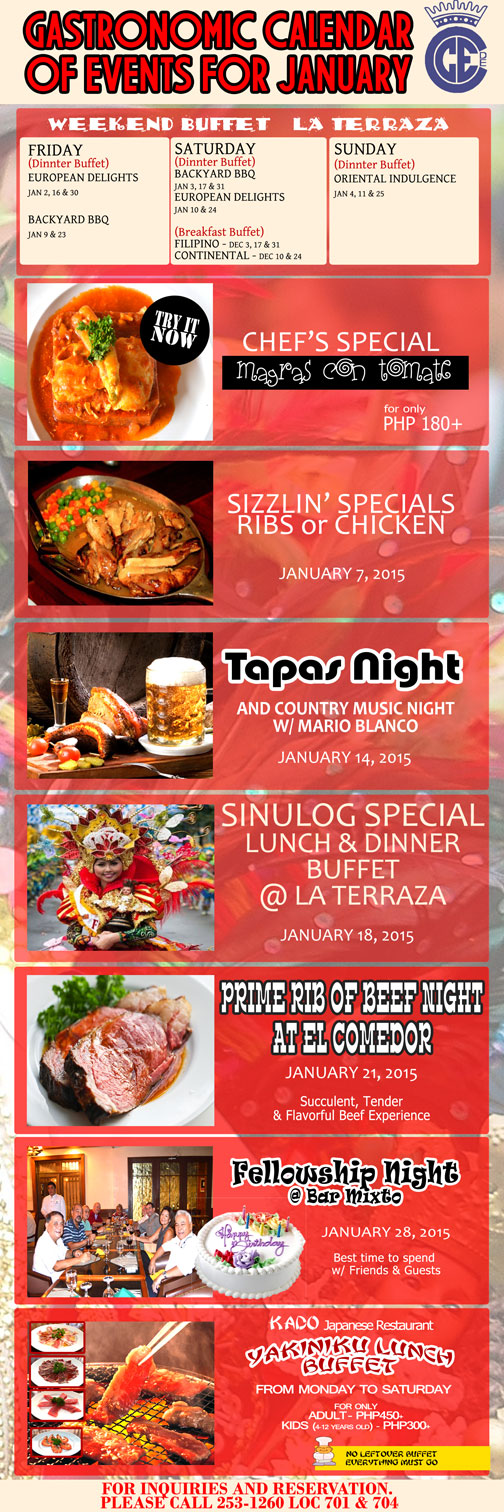 GASTRONOMIC CALENDAR
OF EVENTS FOR JANUARY
WEEKEND BUFFET LA TERRAZA
FRIDAY
(Dinnter Buffet)
EUROPEAN DELIGHTS
JAN 2, 16 & 30
BACKYARD BBQ
JAN 9 & 23
SATURDAY
(Dinnter Buffet)
BACKYARD BBQ
JAN 3, 17 & 31
EUROPEAN DELIGHTS
JAN 10 & 24
(Breakfast Buffet)
FILIPINO - DEC 3, 17 & 31
CONTINENTAL - DEC 10 & 24
SUNDAY
(Dinnter Buffet)
ORIENTAL INDULGENCE
JAN 4, 11 & 25
TRY IT
NOW
CHEF'S SPECIAL
magras con tomate
for only
PHP 180+
SIZZLIN' SPECIALS
RIBS or CHICKEN
JANUARY 7, 2015
Tapas Night
AND COUNTRY MUSIC NIGHT
W/ MARIO BLANCO
JANUARY 14, 2015
SINULOG SPECIAL
LUNCH & DINNER
BUFFET
@ LA TERRAZA
JANUARY 18, 2015
PRIME RIB OF BEEF NIGHT
AT EL COMEDOR
JANUARY 21, 2015
Succulent, Tender
& Flavorful Beef Experience
Fellowship Night
@ Bar Mixto
Happy
Birthday
JANUARY 28, 2015
Best time to spend
w/ Friends & Guests
KADO Japanese Restaurant
YAKINIKU LUNCH
BUFFET
FROM MONDAY TO SATURDAY
FOR ONLY
ADULT - PHP450+
KIDS (4-12 YEARS OLD) - PHP300+
NO LEFTOVER BUFFET
EVERYTHING MUST GO
FOR INQUIRIES AND RESERVATION.
PLEASE CALL 253-1260 LOC 701 & 704